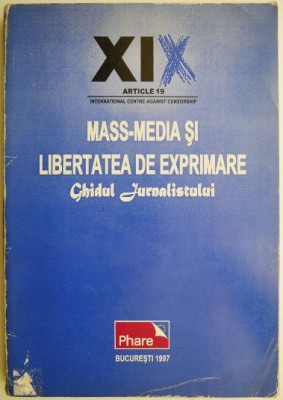 XIX
ARTICLE 19
INTERNATIONAL CENTRE AGAINST CENSORSHIP
MASS-MEDIA ŞI
LIBERTATEA DE EXPRIMARE
Ghidul Jurnalistului
Phare
BUCUREŞTI 1997